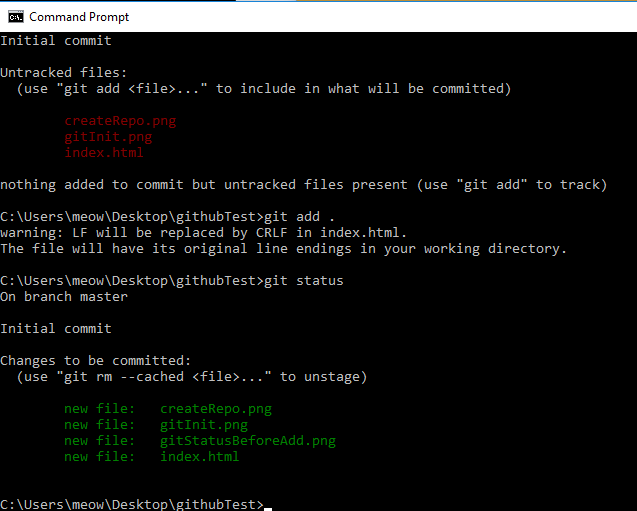 Command Prompt
Initial commit
Untracked files:
  (use "git add <file>..." to include in what will be committed)
        createRepo.png
        gitInit.png
        index.html
nothing added to commit but untracked files present (use "git add" to track)
C:\Users\meow\Desktop\githubTest>git add .
warning: LF will be replaced by CRLF in index.html.
The file will have its original line endings in your working directory.
C:\Users\meow\Desktop\githubTest>git status
On branch master
Initial commit
Changes to be committed:
  (use "git rm --cached <file>..." to unstage)
        new file:   createRepo.png
        new file:   gitInit.png
        new file:   gitStatusBeforeAdd.png
        new file:   index.html
C:\Users\meow\Desktop\githubTest>